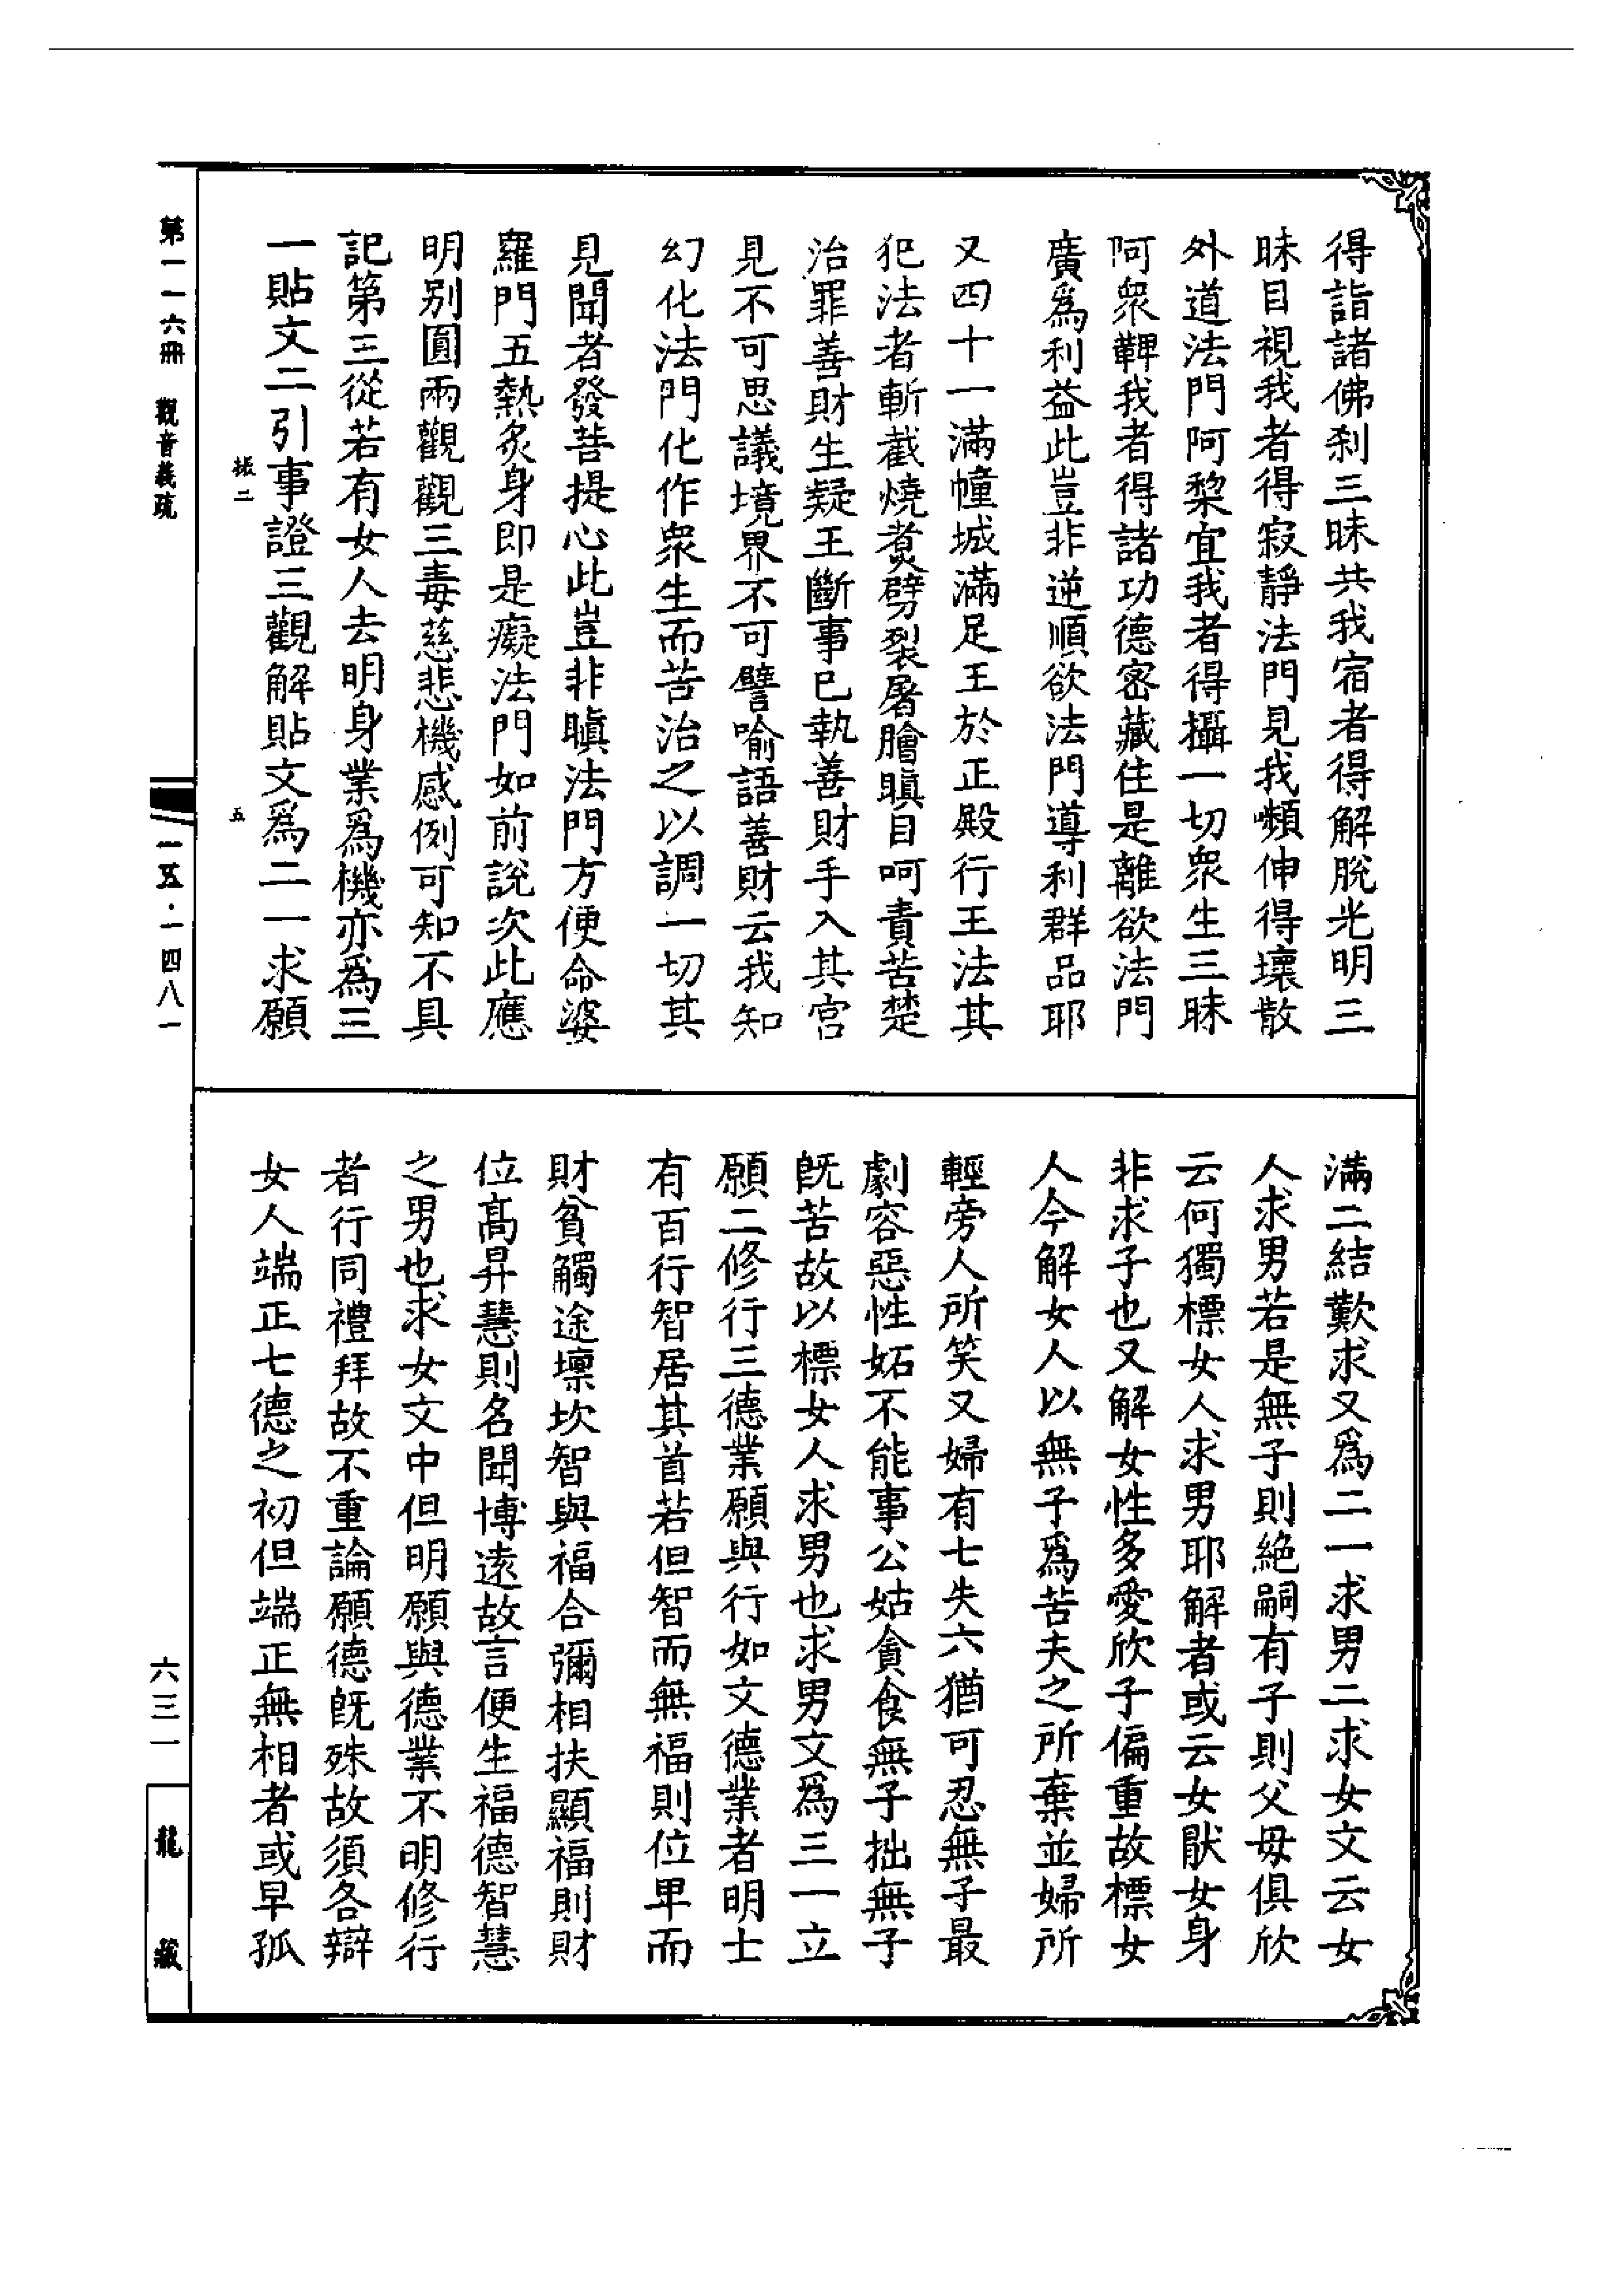 得詣諸佛刹三昧共我宿者得解脫光明三
昧目視我者得寂靜法門見我嚬伸得壞散
外道法門阿棃宜我者得攝一切衆生三昧
阿衆鞞我者得諸功德密藏住是離欲法門
廣爲利益此豈非逆順欲法門導利群品耶
又四十一滿幢城滿足王於正殿行王法其
犯法者斬截燒煑劈裂屠膾瞋目呵責苦楚
治罪善財生疑王斷事已執善財手入其宮
見不可思議境界不可譬喻語善財云我知
幻化法門化作衆生而苦治之以調一切其
見聞者發菩提心此豈非瞋法門方便命婆
羅門五熱炙身即是癡法門如前說次此應
明别圓兩觀觀三毒慈悲機感例可知不具
記第三從若有女人去明身業爲機亦爲三
一貼文二引事證三觀解貼文爲二一求願
滿二結歎求又爲二一求男二求女文云女
人求男若是無子則絕嗣有子則父母俱欣
云何獨標女人求男耶解者或云女猒女身
非求子也又解女性多愛欣子偏重故標女
人今解女人以無子爲苦夫之所棄並婦所
輕旁人所笑又婦有七失六猶可忍無子最
劇容惡性妬不能事公姑貪食無子拙無子
旣苦故以標女人求男也求男文爲三一立
願二修行三德業願與行如文德業者明士
有百行智居其首若但智而無福則位卑而
財貧觸途壈坎智與福合彌相扶顯福則財
位髙昇慧則名聞博遠故言便生福德智慧
之男也求女文中但明願與德業不明修行
者行同禮拜故不重論願德旣殊故須各辯
女人端正七德之初但端正無相者或早孤
第一一六冊　觀音義疏
振二
五
一五·一四八一
六三一
龍藏